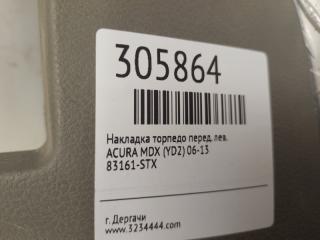 305864
Накладка торпедо перед. лев.
ACURA MDX (YD2) 06-13
83161-STX
г. Дергачи
www.3234444.com